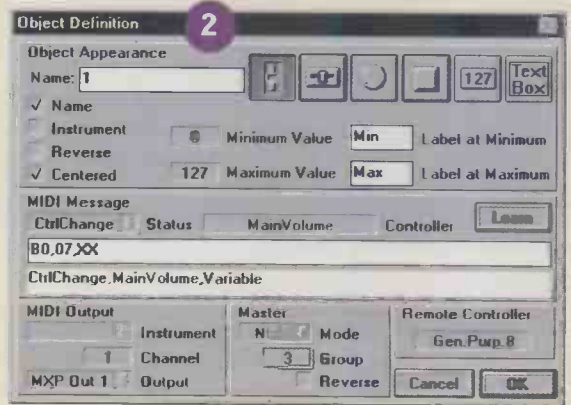 Object Definition
2
Object Appearance
Name: 1
127
Text Box
Name
Instrument
Reverse
Centered
0 Minimum Value Min Label at Minimum
127 Maximum Value Max Label at Maximum
MIDI Message
CtrlChange Status MainVolume Controller Learn
B0,07,XX
CtrlChange,MainVolume,Variable
MIDI Output
Instrument
1 Channel
MXP Out 1 Output
Master
Mode
3 Group
Reverse
Remote Controller
Gen.Purp.8
Cancel OK